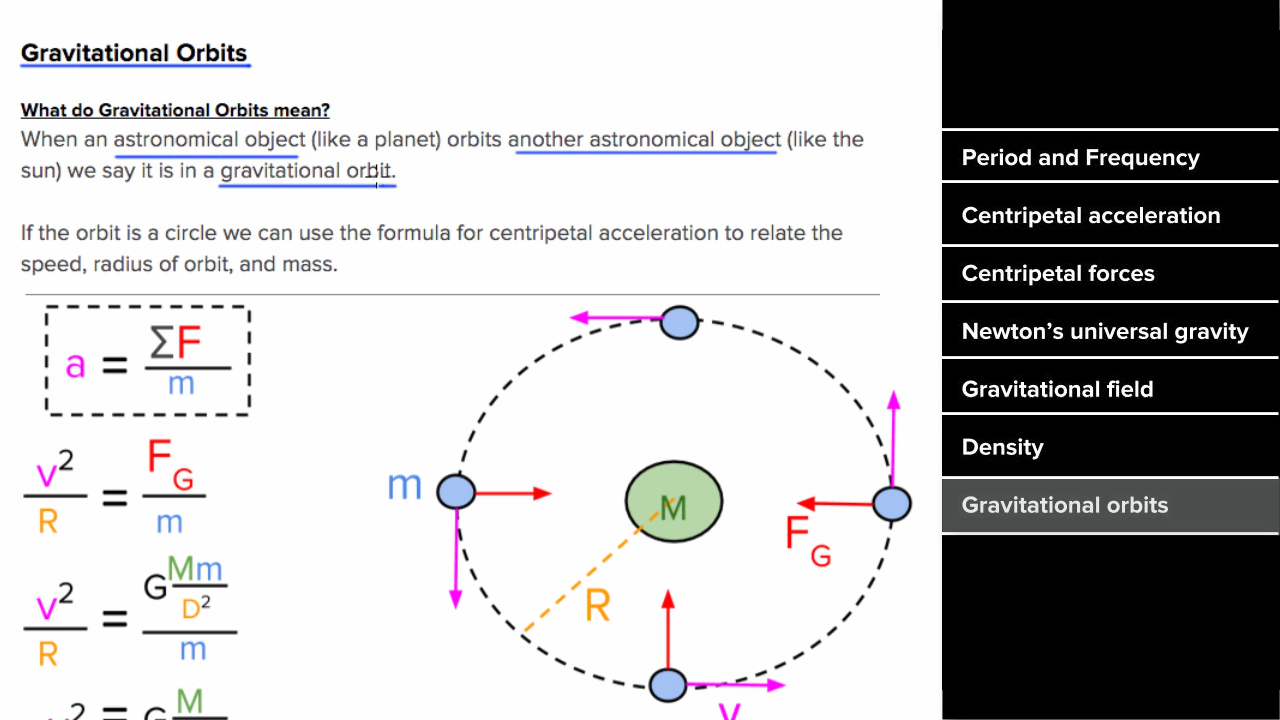 Gravitational Orbits
What do Gravitational Orbits mean?
When an astronomical object (like a planet) orbits another astronomical object (like the
sun) we say it is in a gravitational orbit.
If the orbit is a circle we can use the formula for centripetal acceleration to relate the
speed, radius of orbit, and mass.
a = ΣF / m
v² / R = F_G / m
v² / R = G Mm / D² / m
v² = G M
m
M
F_G
R
v
Period and Frequency
Centripetal acceleration
Centripetal forces
Newton’s universal gravity
Gravitational field
Density
Gravitational orbits